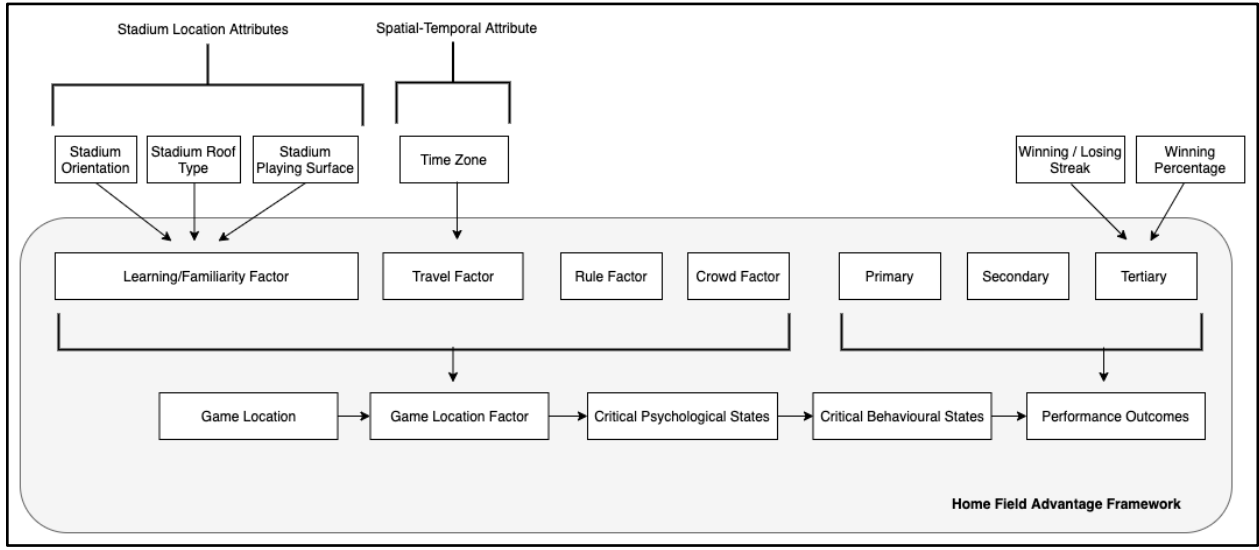 Stadium Location Attributes
Spatial-Temporal Attribute
Stadium
Orientation
Stadium Roof
Type
Stadium
Playing Surface
Time Zone
Winning / Losing
Streak
Winning
Percentage
Learning/Familiarity Factor
Travel Factor
Rule Factor
Crowd Factor
Primary
Secondary
Tertiary
Game Location
Game Location Factor
Critical Psychological States
Critical Behavioural States
Performance Outcomes
Home Field Advantage Framework